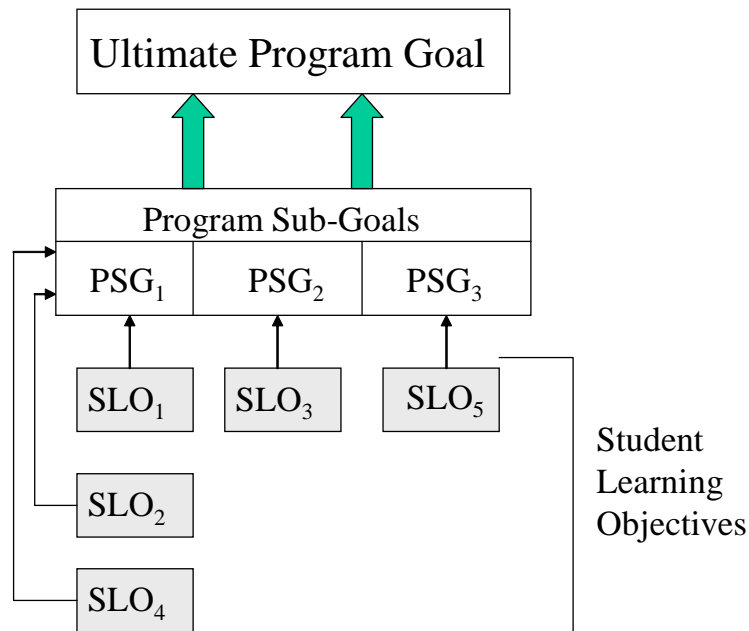 Ultimate Program Goal
Program Sub-Goals
PSG₁
PSG₂
PSG₃
SLO₁
SLO₃
SLO₅
SLO₂
SLO₄
Student
Learning
Objectives